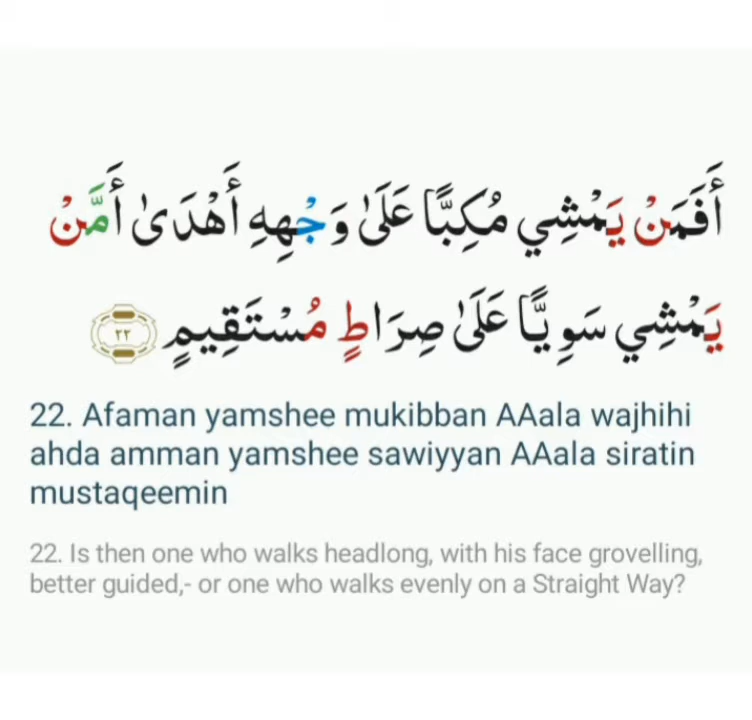 أَفَمَنْ يَمْشِي مُكِبًّا عَلَىٰ وَجْهِهِ أَهْدَىٰ أَمَّنْ
يَمْشِي سَوِيًّا عَلَىٰ صِرَاطٍ مُسْتَقِيمٍ ٢٢
22. Afaman yamshee mukibban AAala wajhihi
ahda amman yamshee sawiyyan AAala siratin
mustaqeemin
22. Is then one who walks headlong, with his face grovelling,
better guided,- or one who walks evenly on a Straight Way?